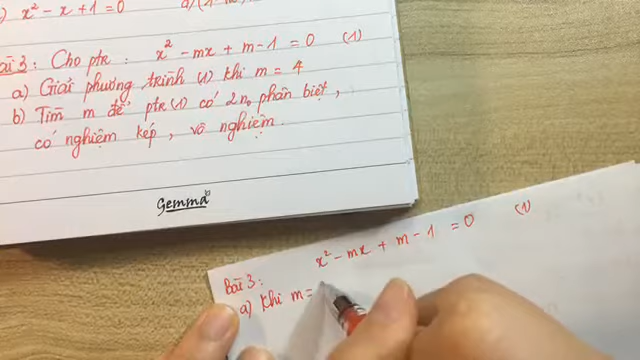 x² - x + 1 = 0
Bài 3: Cho ptr : x² - mx + m - 1 = 0 (1)
a) Giải phương trình (1) khi m = 4
b) Tìm m để ptr (1) có 2 n₀ phân biệt,
có nghiệm kép, vô nghiệm.
Gemma
x² - mx + m - 1 = 0 (1)
Bài 3:
a) Khi m =